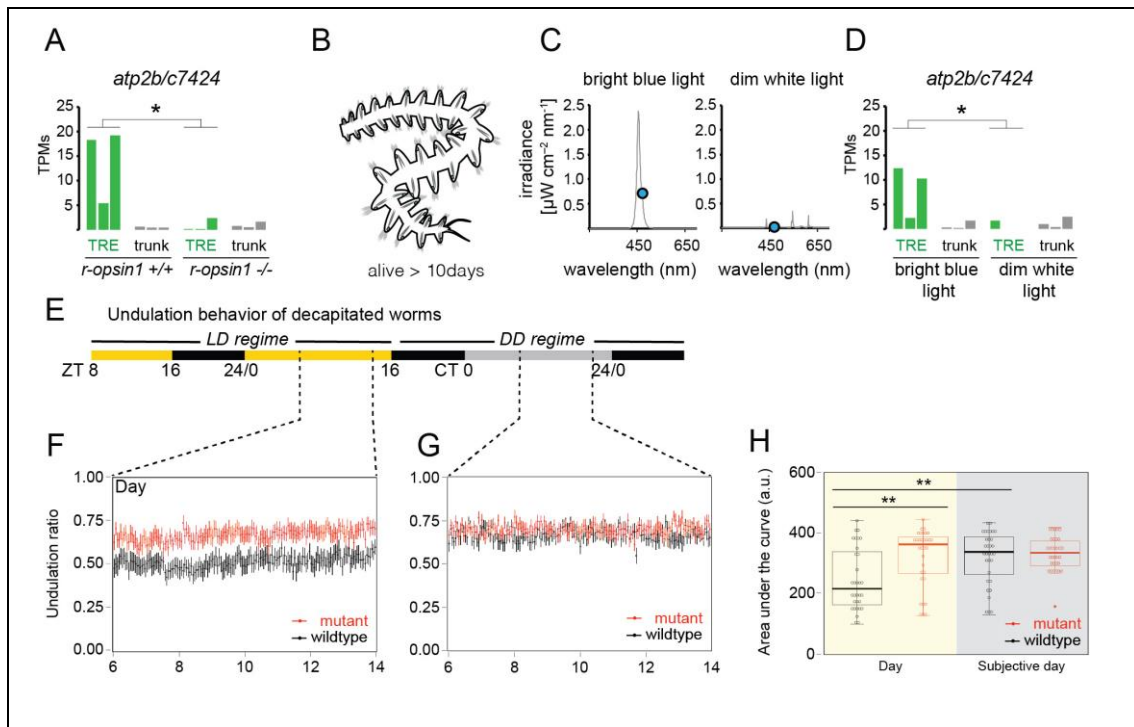 A
atp2b/c7424
*
25
20
15
10
5
TPMs
TRE trunk TRE trunk
r-opsin1 +/+ r-opsin1 -/-
B
alive > 10days
C
bright blue light dim white light
2.5 2.5
2.0 2.0
1.5 1.5
1.0 1.0
0.5 0.5
irradiance
[µW cm⁻² nm⁻¹]
450 650 450 650
wavelength (nm) wavelength (nm)
D
atp2b/c7424
*
25
20
15
10
5
TPMs
TRE trunk TRE trunk
bright blue dim white
light light
E Undulation behavior of decapitated worms
LD regime DD regime
ZT 8 16 24/0 16 CT 0 24/0
F
Day
1.00
0.75
0.50
0.25
0.00
Undulation ratio
mutant
wildtype
6 8 10 12 14
G
1.00
0.75
0.50
0.25
0.00
mutant
wildtype
6 8 10 12 14
H
600
400
200
0
Area under the curve (a.u.)
**
**
mutant
wildtype
Day Subjective day